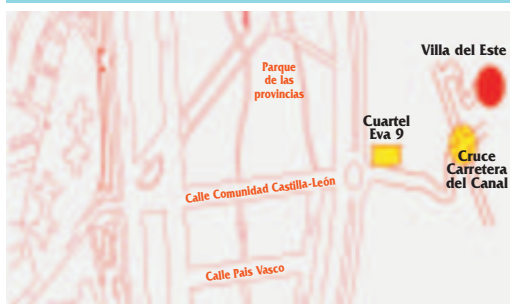 Villa del Este
Parque
de las
provincias
Cuartel
Eva 9
Cruce
Carretera
del Canal
Calle Comunidad Castilla-León
Calle Pais Vasco